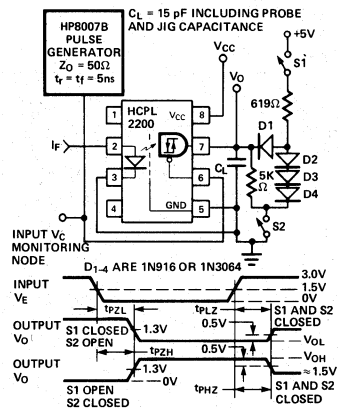 HP8007B
PULSE
GENERATOR
Z₀ = 50Ω
tr = tf = 5ns
CL = 15 pF INCLUDING PROBE
AND JIG CAPACITANCE
VCC
VO
+5V
S1
619Ω
D1
D2
D3
D4
5K
Ω
S2
CL
HCPL
2200
VCC
GND
1
2
3
4
8
7
6
5
IF
INPUT VC
MONITORING
NODE
D1-4 ARE 1N916 OR 1N3064
INPUT
VE
3.0V
1.5V
0V
tPZL
tPLZ
S1 AND S2
CLOSED
OUTPUT
VO
S1 CLOSED
S2 OPEN
1.3V
0.5V
VOL
tPZH
0.5V
VOH
OUTPUT
VO
1.3V
0V
≈1.5V
S1 OPEN
S2 CLOSED
tPHZ
S1 AND S2
CLOSED